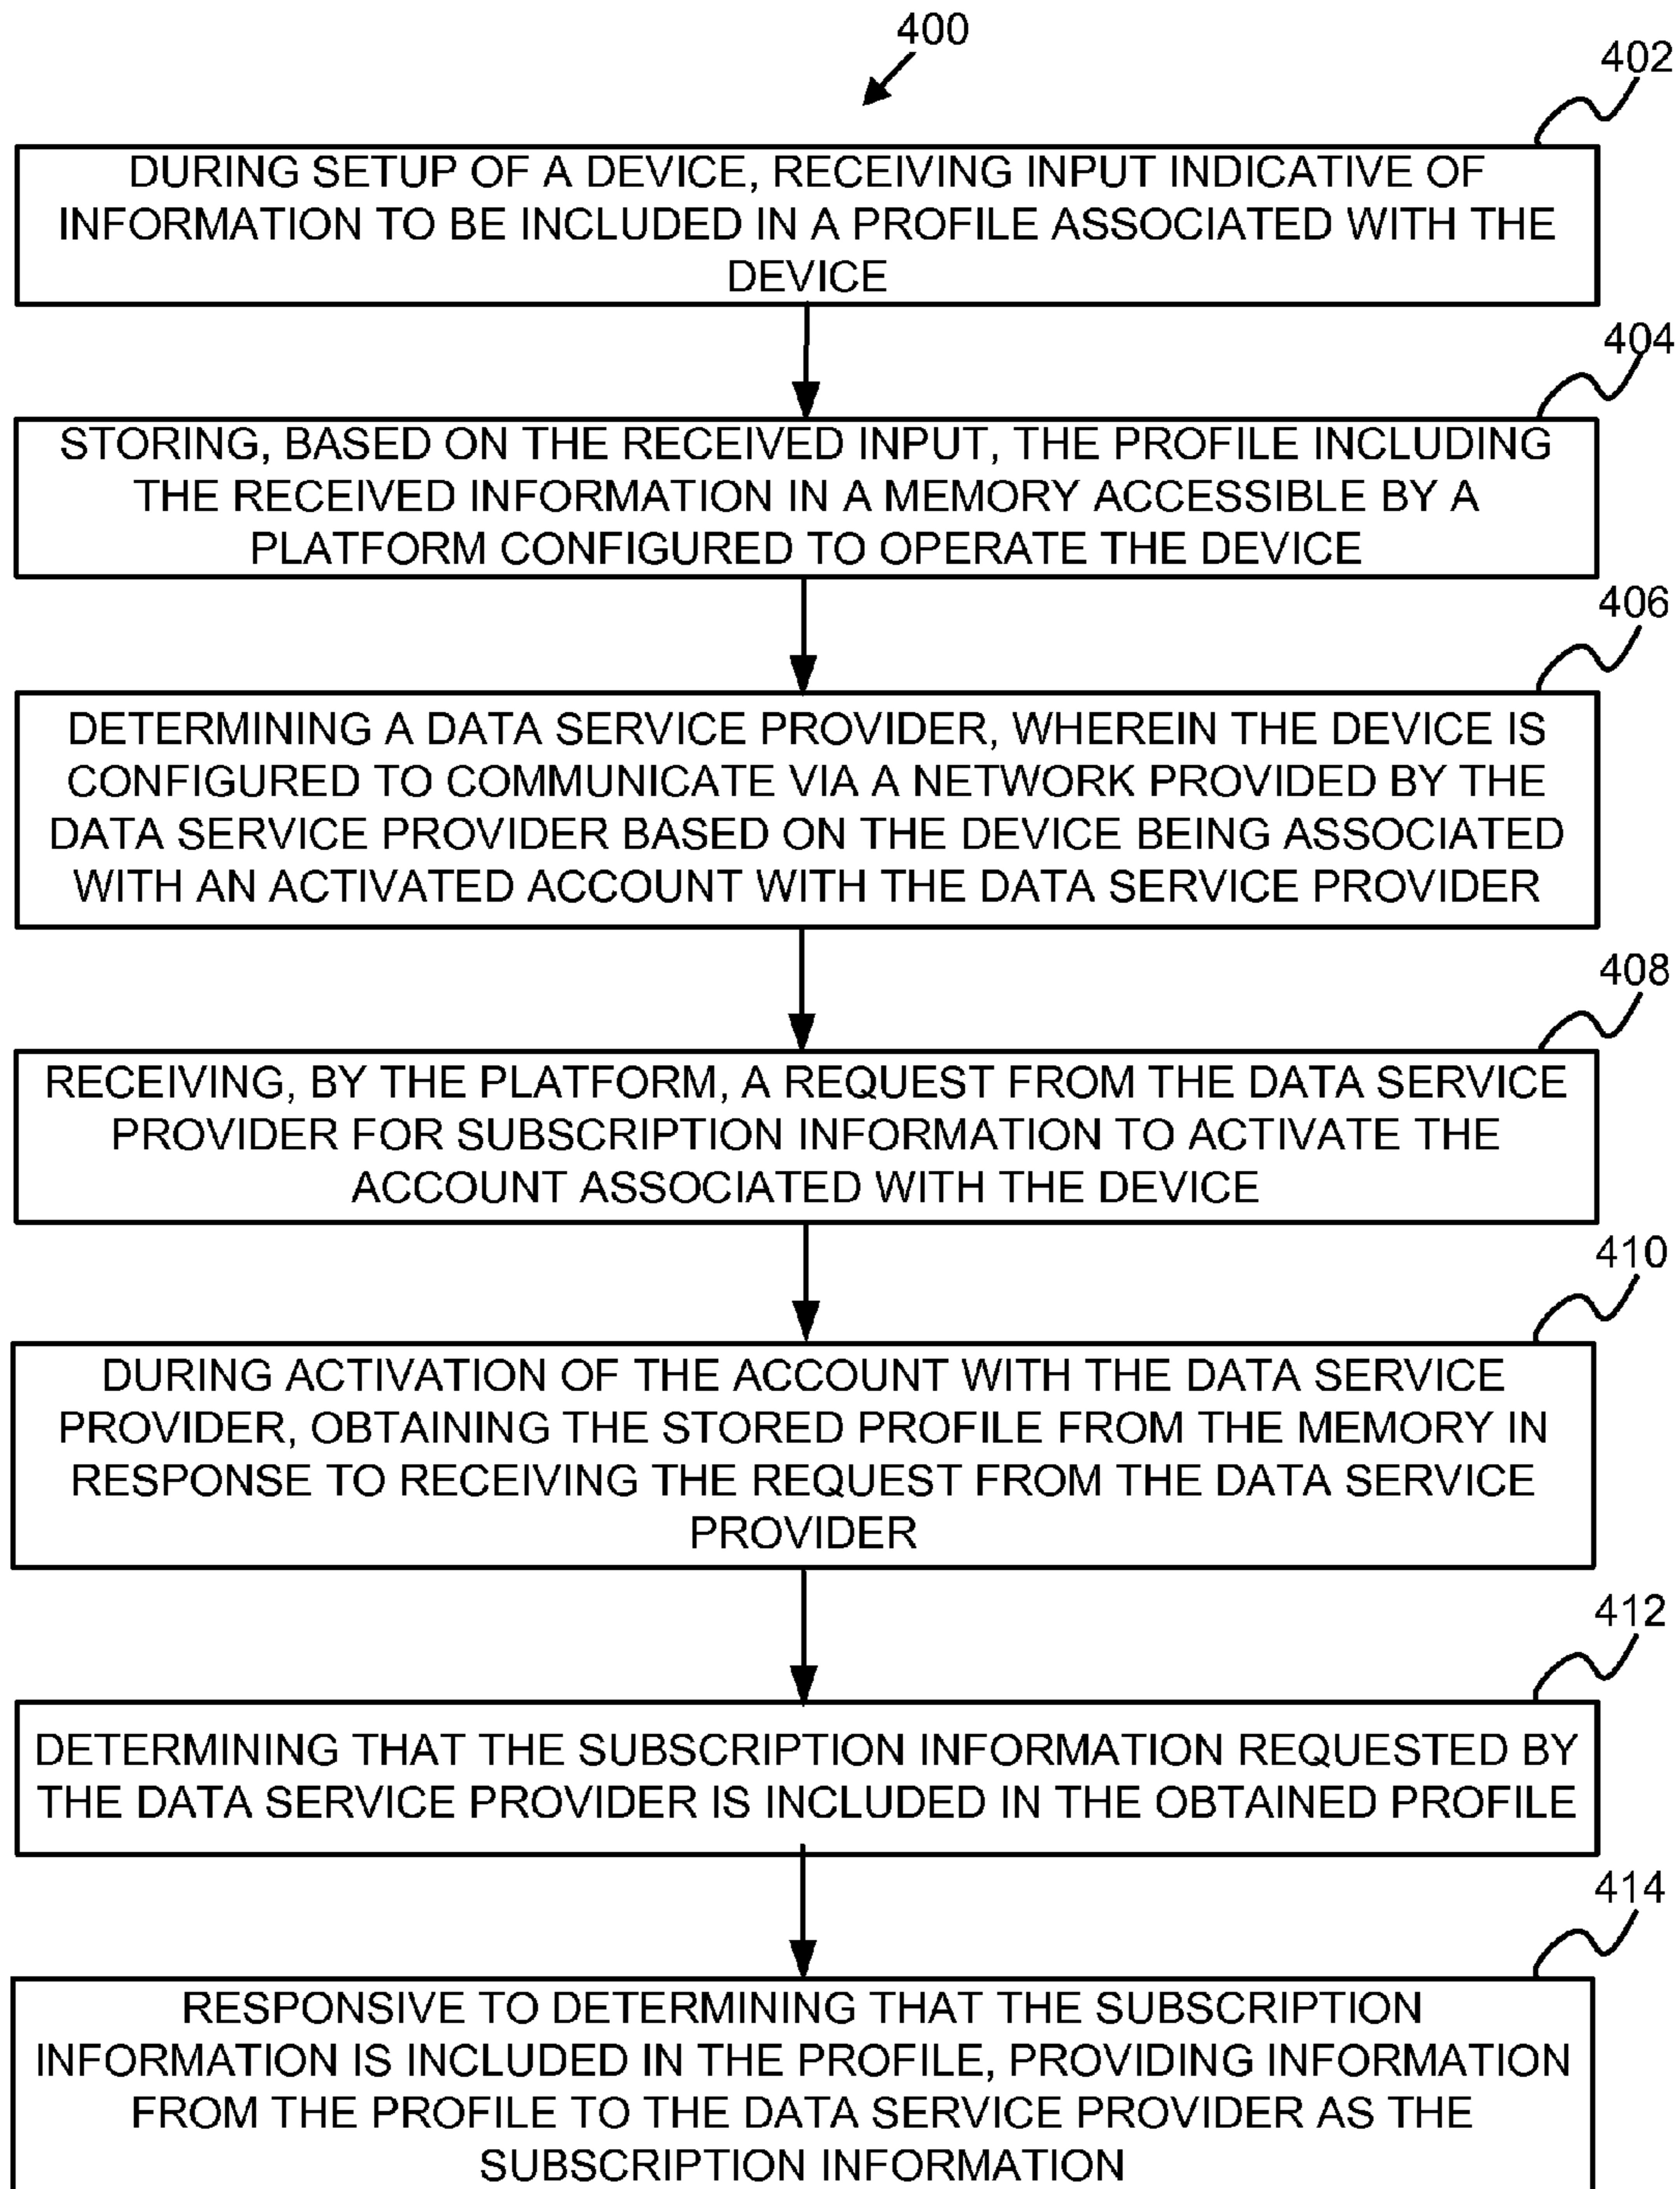 400
402
DURING SETUP OF A DEVICE, RECEIVING INPUT INDICATIVE OF
INFORMATION TO BE INCLUDED IN A PROFILE ASSOCIATED WITH THE
DEVICE
404
STORING, BASED ON THE RECEIVED INPUT, THE PROFILE INCLUDING
THE RECEIVED INFORMATION IN A MEMORY ACCESSIBLE BY A
PLATFORM CONFIGURED TO OPERATE THE DEVICE
406
DETERMINING A DATA SERVICE PROVIDER, WHEREIN THE DEVICE IS
CONFIGURED TO COMMUNICATE VIA A NETWORK PROVIDED BY THE
DATA SERVICE PROVIDER BASED ON THE DEVICE BEING ASSOCIATED
WITH AN ACTIVATED ACCOUNT WITH THE DATA SERVICE PROVIDER
408
RECEIVING, BY THE PLATFORM, A REQUEST FROM THE DATA SERVICE
PROVIDER FOR SUBSCRIPTION INFORMATION TO ACTIVATE THE
ACCOUNT ASSOCIATED WITH THE DEVICE
410
DURING ACTIVATION OF THE ACCOUNT WITH THE DATA SERVICE
PROVIDER, OBTAINING THE STORED PROFILE FROM THE MEMORY IN
RESPONSE TO RECEIVING THE REQUEST FROM THE DATA SERVICE
PROVIDER
412
DETERMINING THAT THE SUBSCRIPTION INFORMATION REQUESTED BY
THE DATA SERVICE PROVIDER IS INCLUDED IN THE OBTAINED PROFILE
414
RESPONSIVE TO DETERMINING THAT THE SUBSCRIPTION
INFORMATION IS INCLUDED IN THE PROFILE, PROVIDING INFORMATION
FROM THE PROFILE TO THE DATA SERVICE PROVIDER AS THE
SUBSCRIPTION INFORMATION